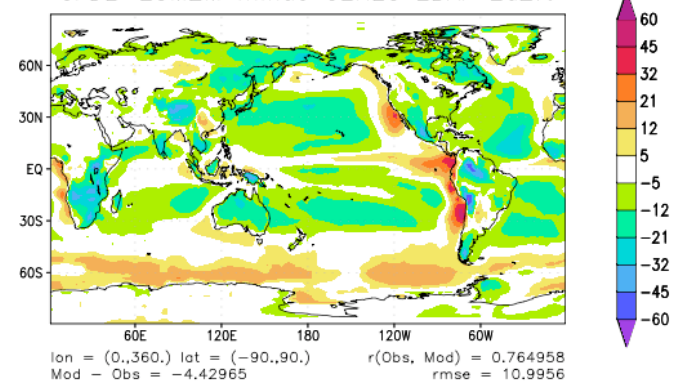 60
45
32
21
12
5
−5
−12
−21
−32
−45
−60
60N
30N
EQ
30S
60S
60E 120E 180 120W 60W
lon = (0.,360.) lat = (−90.,90.) r(Obs, Mod) = 0.764958
Mod − Obs = −4.42965 rmse = 10.9956